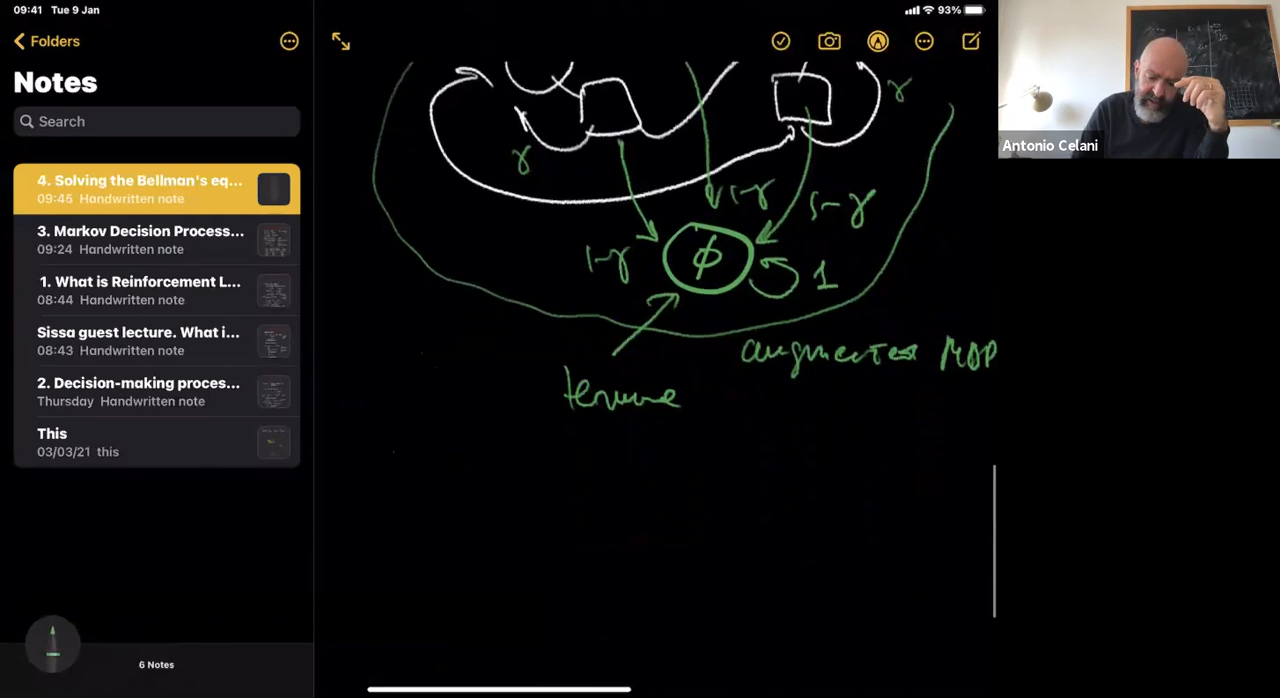 09:41 Tue 9 Jan
93%
Folders
Notes
Search
4. Solving the Bellman's eq...
09:46 Handwritten note
3. Markov Decision Process...
09:24 Handwritten note
1. What is Reinforcement L...
08:44 Handwritten note
Sissa guest lecture. What i...
08:43 Handwritten note
2. Decision-making proces...
Thursday Handwritten note
This
03/03/21 this
6 Notes
γ
γ
1-γ
1-γ
1-γ
ϕ
1
augmented MDP
Antonio Celani